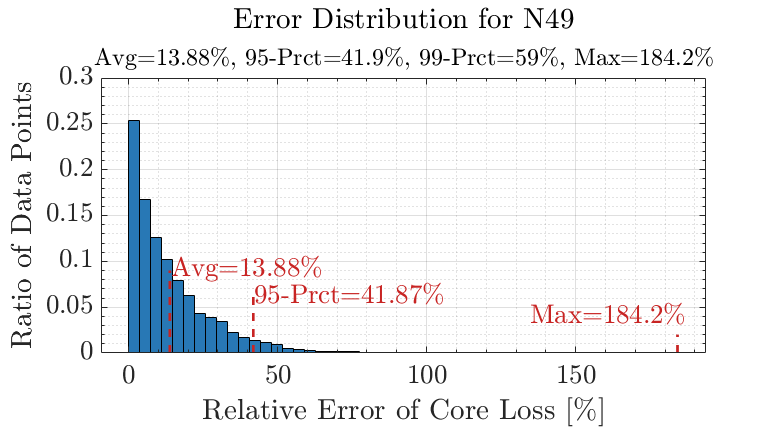 Error Distribution for N49
Avg=13.88%, 95-Prct=41.9%, 99-Prct=59%, Max=184.2%
Ratio of Data Points
0.3
0.25
0.2
0.15
0.1
0.05
0
Avg=13.88%
95-Prct=41.87%
Max=184.2%
0 50 100 150
Relative Error of Core Loss [%]